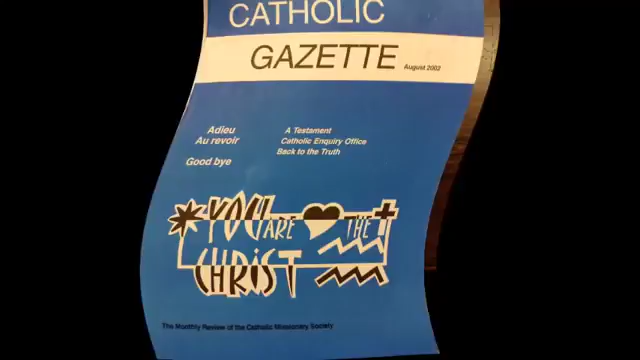 CATHOLIC
GAZETTE August 2002
Adieu
Au revoir
Good bye
A Testament
Catholic Enquiry Office
Back to the Truth
YOU ARE THE
CHRIST
The Monthly Review of the Catholic Missionary Society